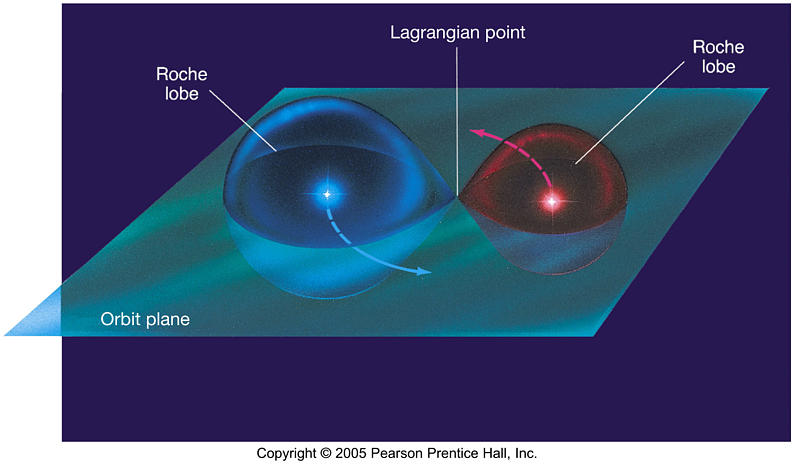 Lagrangian point
Roche
lobe
Roche
lobe
Orbit plane
Copyright © 2005 Pearson Prentice Hall, Inc.